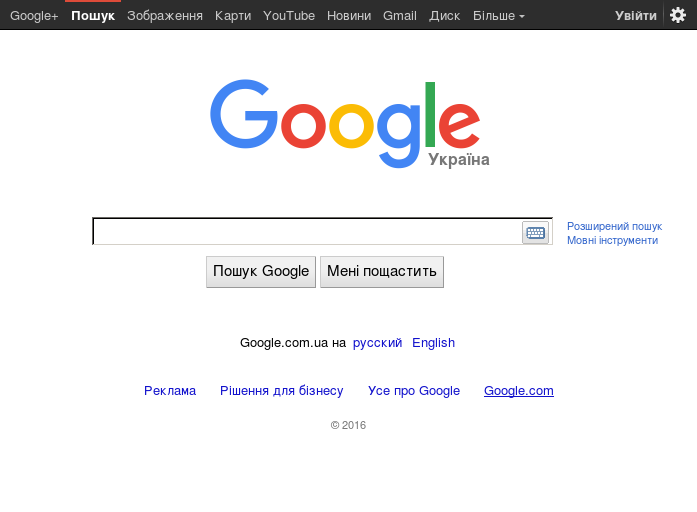 Google+ Пошук Зображення Карти YouTube Новини Gmail Диск Більше Увійти
Google
Україна
Розширений пошук
Мовні інструменти
Пошук Google Мені пощастить
Google.com.ua на русский English
Реклама Рішення для бізнесу Усе про Google Google.com
© 2016